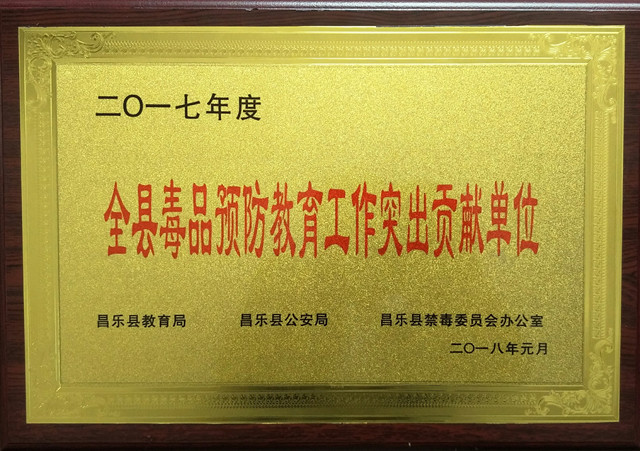 二〇一七年度
全县毒品预防教育工作突出贡献单位
昌乐县教育局 昌乐县公安局 昌乐县禁毒委员会办公室
二〇一八年元月